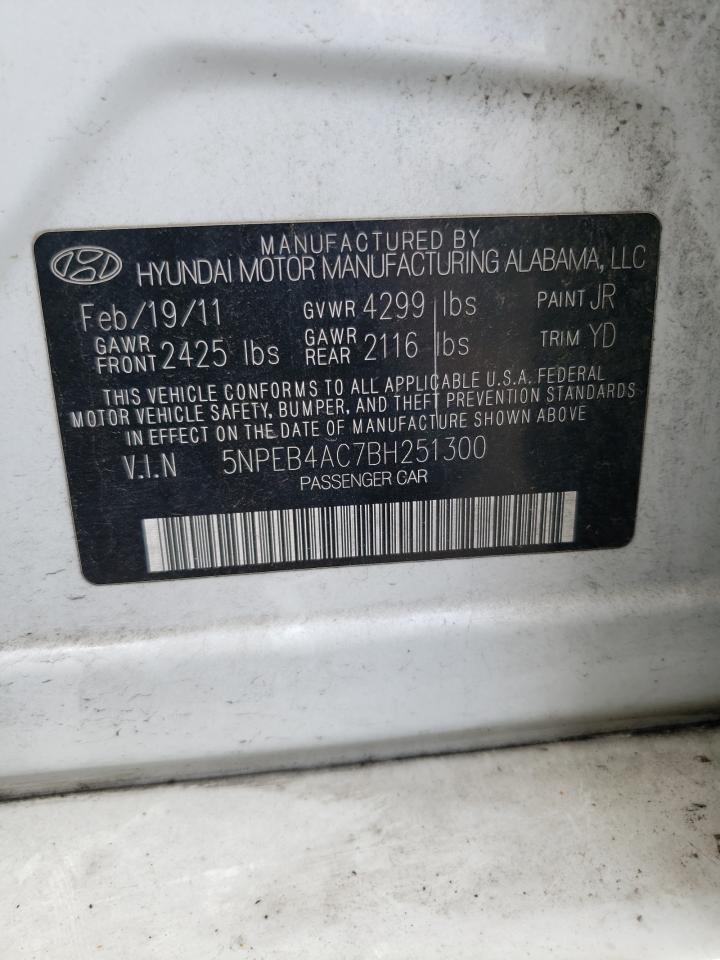 MANUFACTURED BY
HYUNDAI MOTOR MANUFACTURING ALABAMA, LLC
Feb/19/11 GVWR 4299 lbs PAINT JR
GAWR FRONT 2425 lbs GAWR REAR 2116 lbs TRIM YD
THIS VEHICLE CONFORMS TO ALL APPLICABLE U.S.A. FEDERAL
MOTOR VEHICLE SAFETY, BUMPER, AND THEFT PREVENTION STANDARDS
IN EFFECT ON THE DATE OF MANUFACTURE SHOWN ABOVE
V.I.N 5NPEB4AC7BH251300
PASSENGER CAR